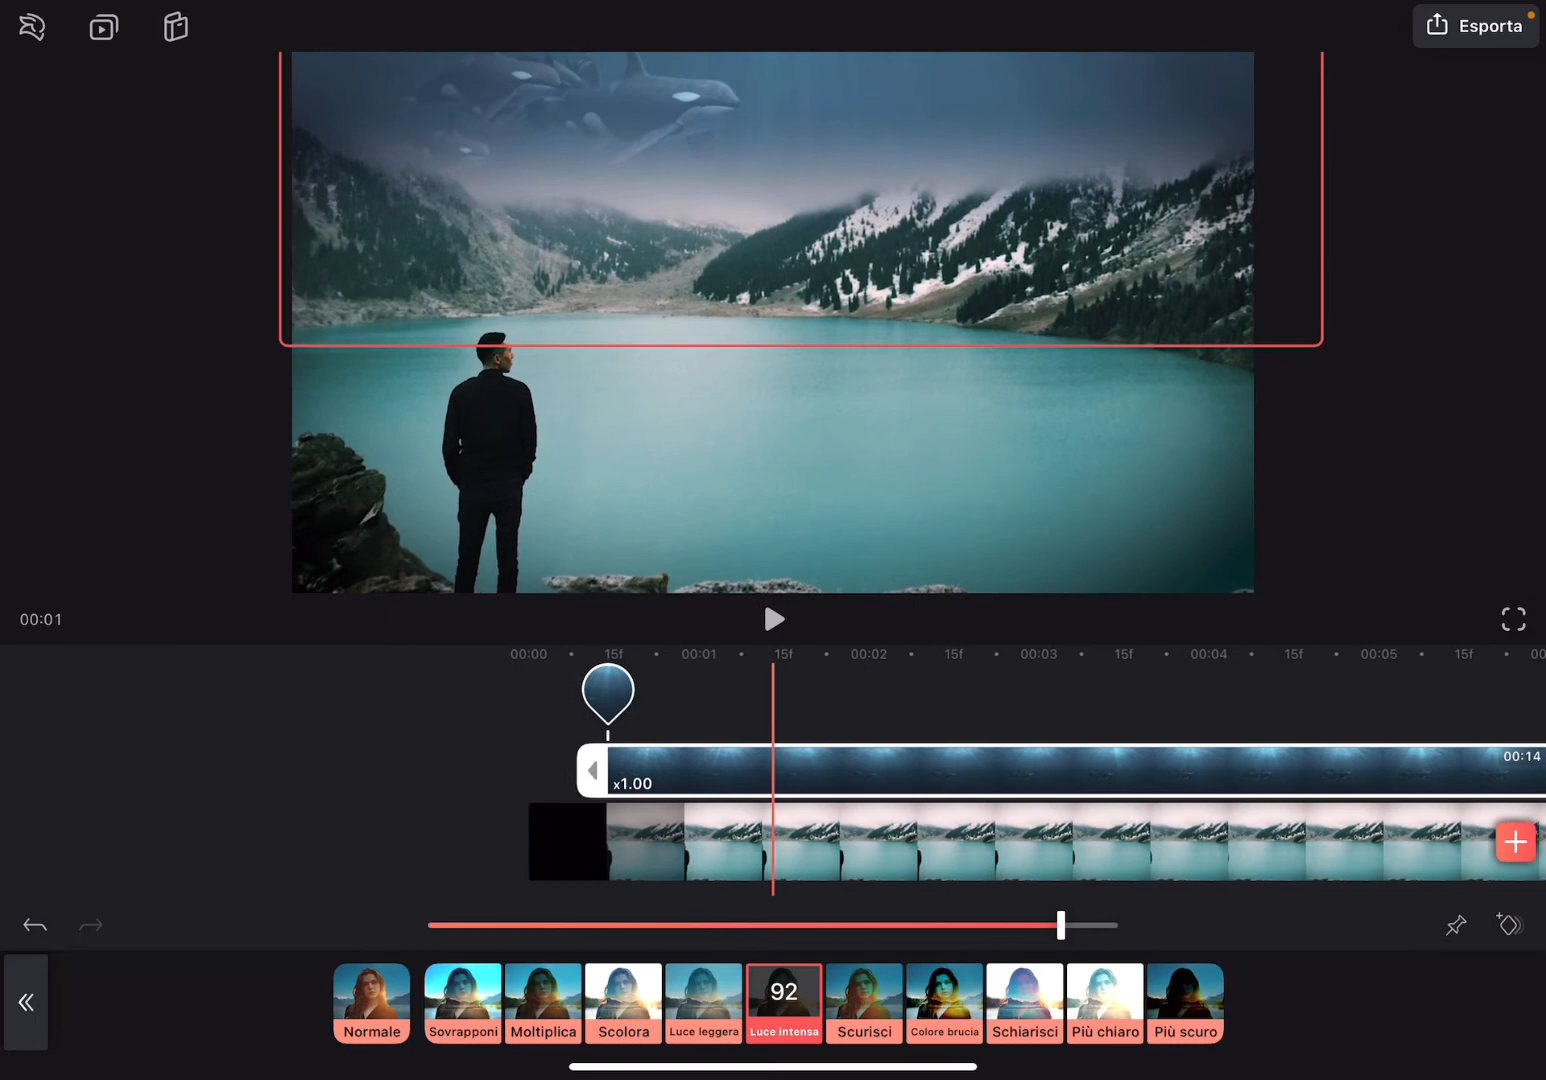 Esporta
00:01
00:00 15f 00:01 15f 00:02 15f 00:03 15f 00:04 15f 00:05 15f 00
00:14
x1.00
92
Normale Sovrapponi Moltiplica Scolora Luce leggera Luce intensa Scurisci Colore brucia Schiarisci Più chiaro Più scuro